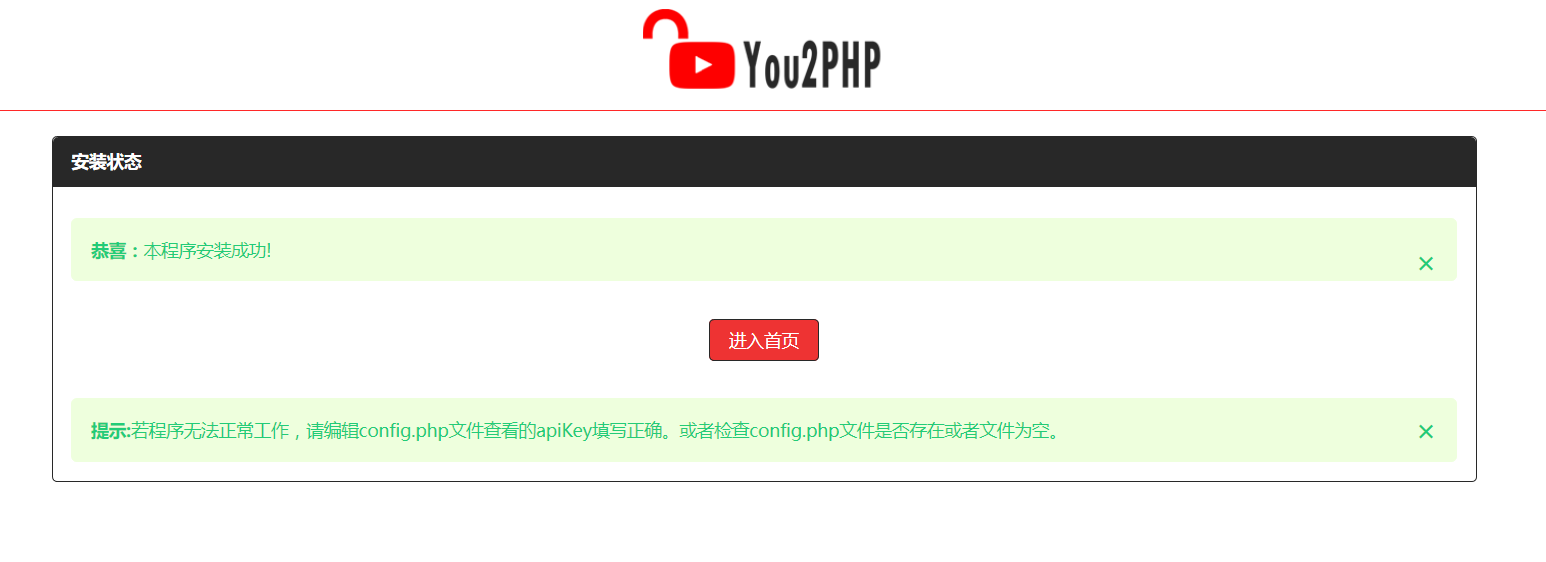 You2PHP
安装状态
恭喜：本程序安装成功!
×
进入首页
提示:若程序无法正常工作，请编辑config.php文件查看的apiKey填写正确。或者检查config.php文件是否存在或者文件为空。
×